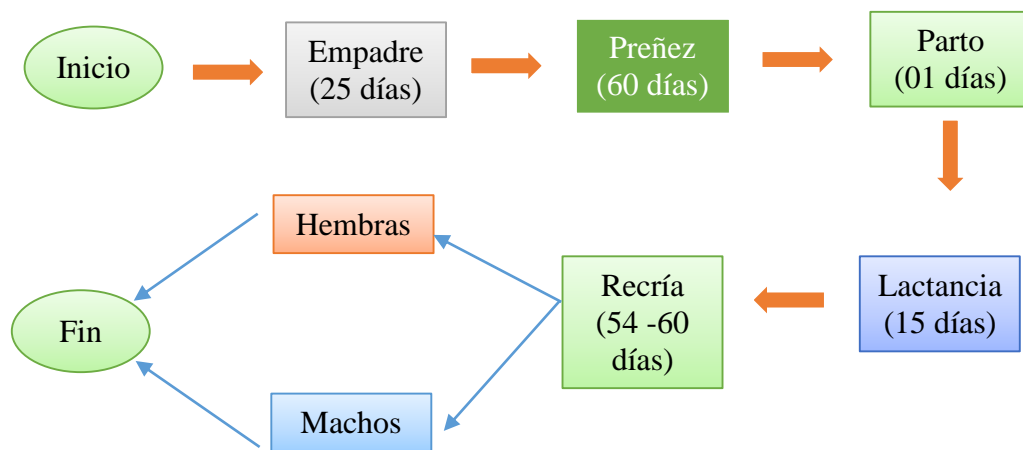 Inicio
Empadre
(25 días)
Preñez
(60 días)
Parto
(01 días)
Lactancia
(15 días)
Recría
(54 -60
días)
Hembras
Machos
Fin